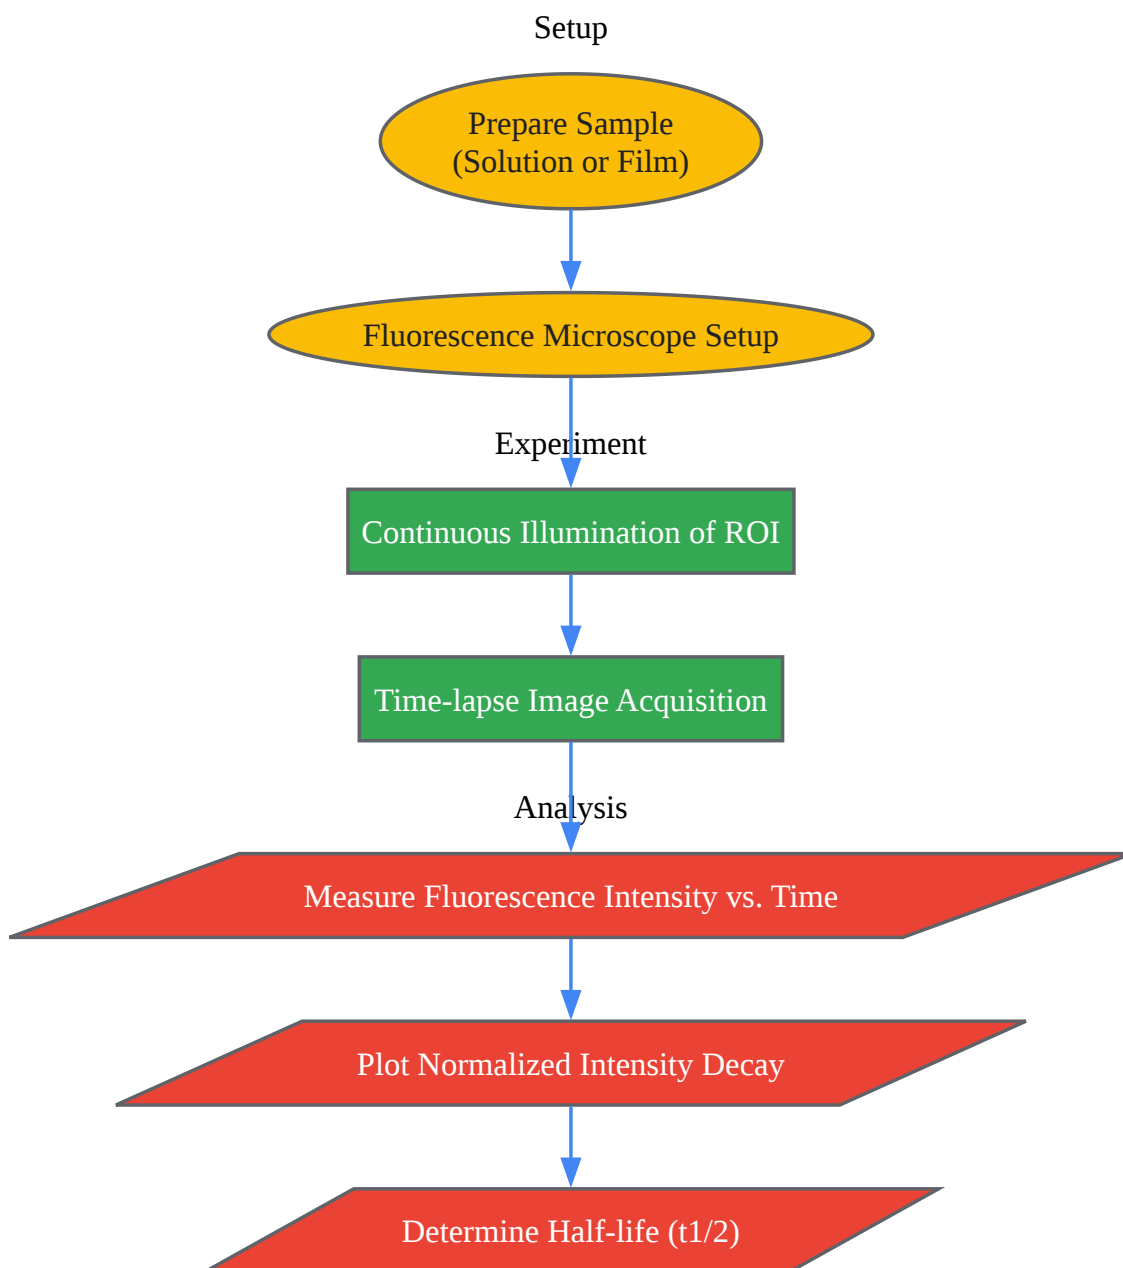 Setup
Prepare Sample
(Solution or Film)
Fluorescence Microscope Setup
Experiment
Continuous Illumination of ROI
Time-lapse Image Acquisition
Analysis
Measure Fluorescence Intensity vs. Time
Plot Normalized Intensity Decay
Determine Half-life (t1/2)